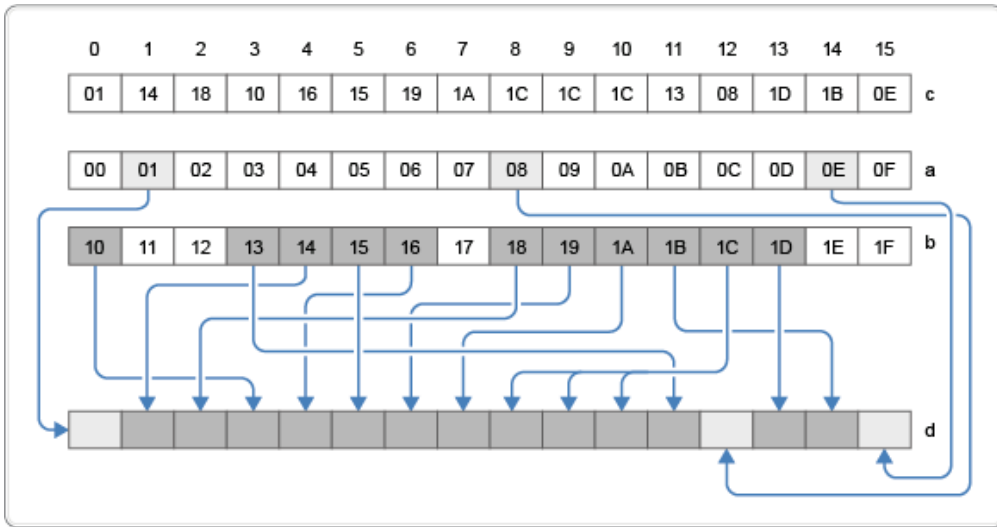 0 1 2 3 4 5 6 7 8 9 10 11 12 13 14 15
01 14 18 10 16 15 19 1A 1C 1C 1C 13 08 1D 1B 0E c
00 01 02 03 04 05 06 07 08 09 0A 0B 0C 0D 0E 0F a
10 11 12 13 14 15 16 17 18 19 1A 1B 1C 1D 1E 1F b
d